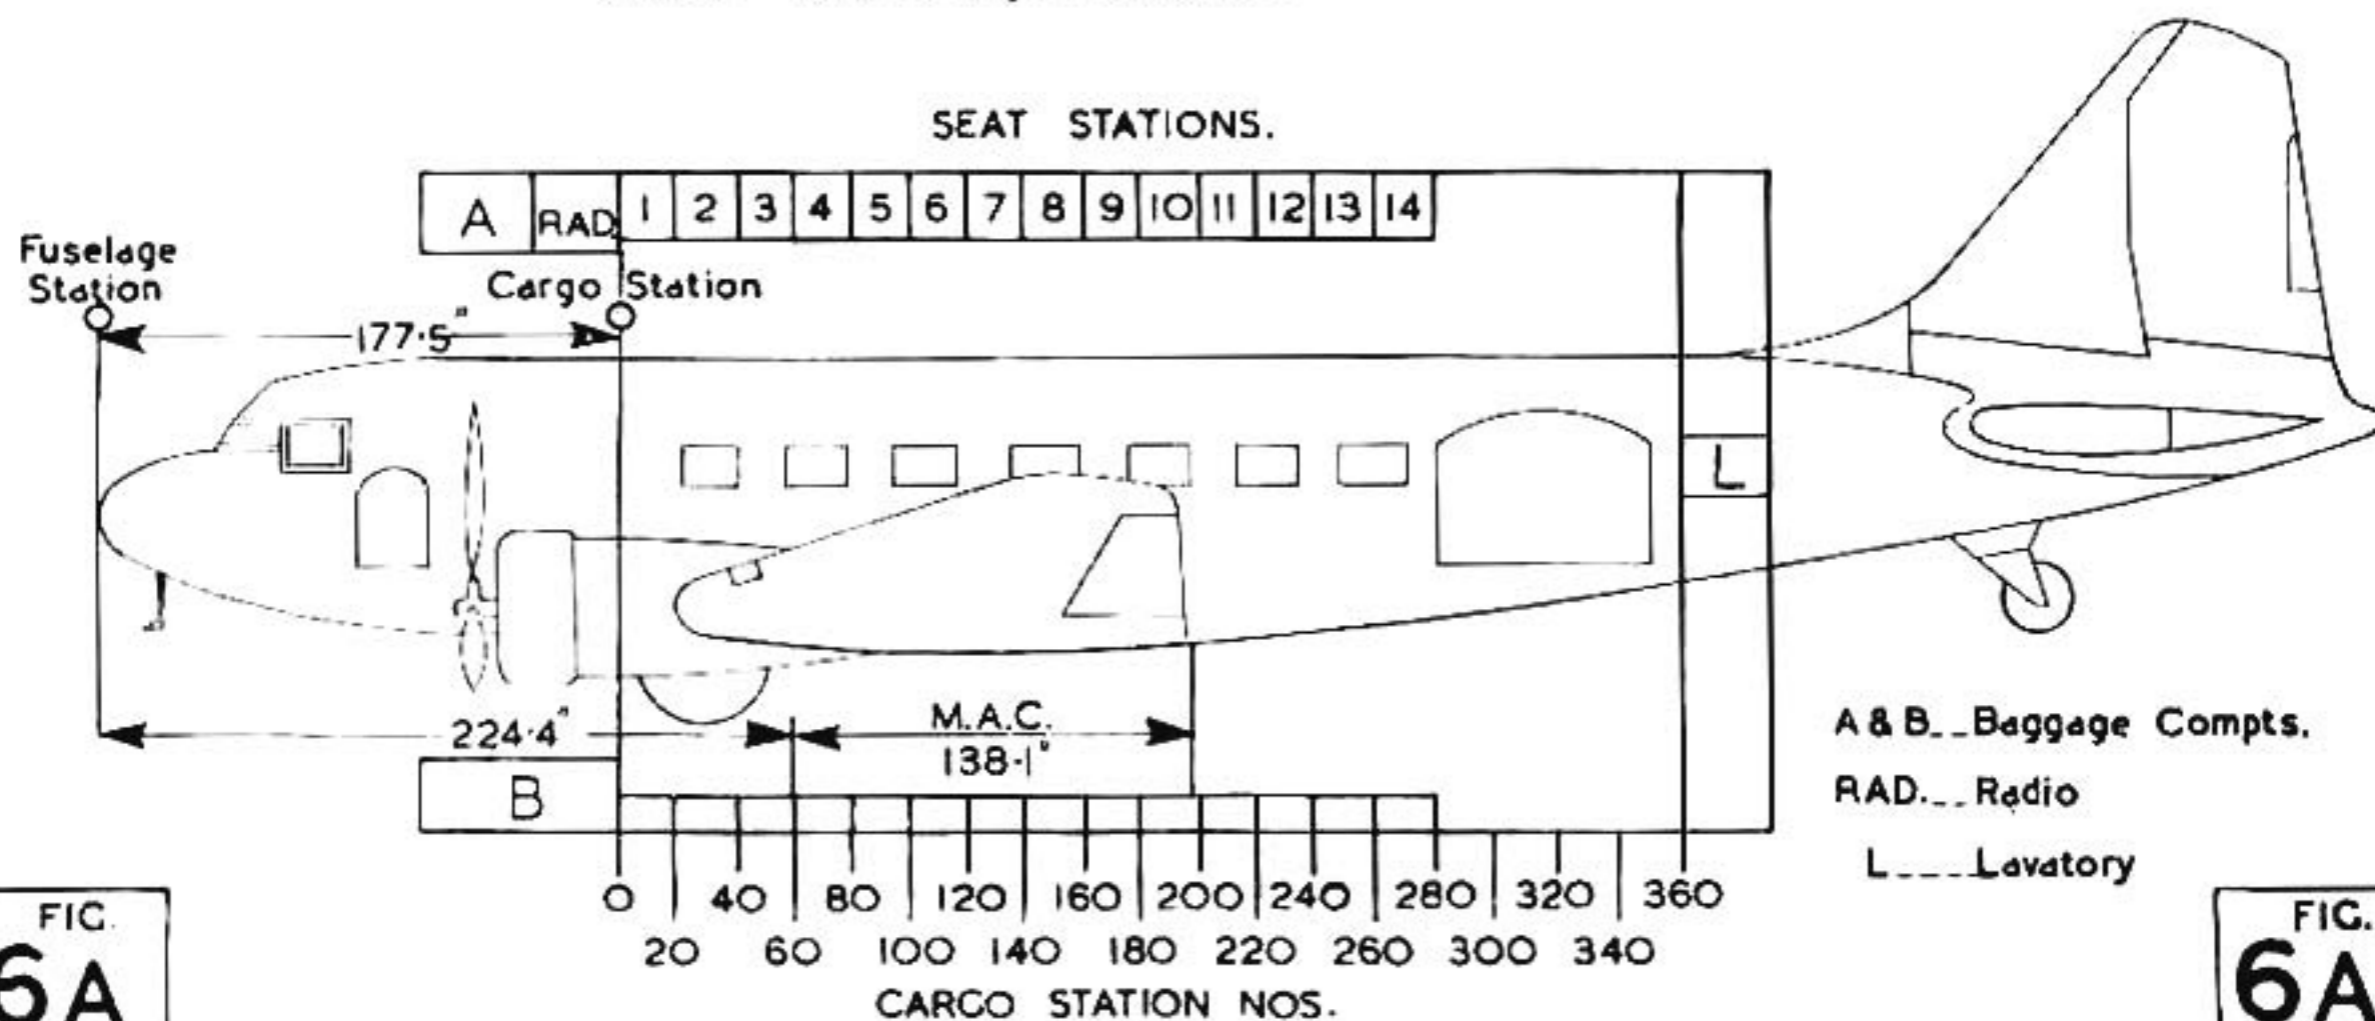 SEAT STATIONS.
A RAD. 1 2 3 4 5 6 7 8 9 10 11 12 13 14
Fuselage
Station
Cargo Station
177·5"
L
224·4"
M.A.C.
138·1"
B
A & B__Baggage Compts.
RAD.__Radio
L____Lavatory
0 40 80 120 160 200 240 280 320 360
20 60 100 140 180 220 260 300 340
CARGO STATION NOS.
FIG.
6A
FIG.
6A